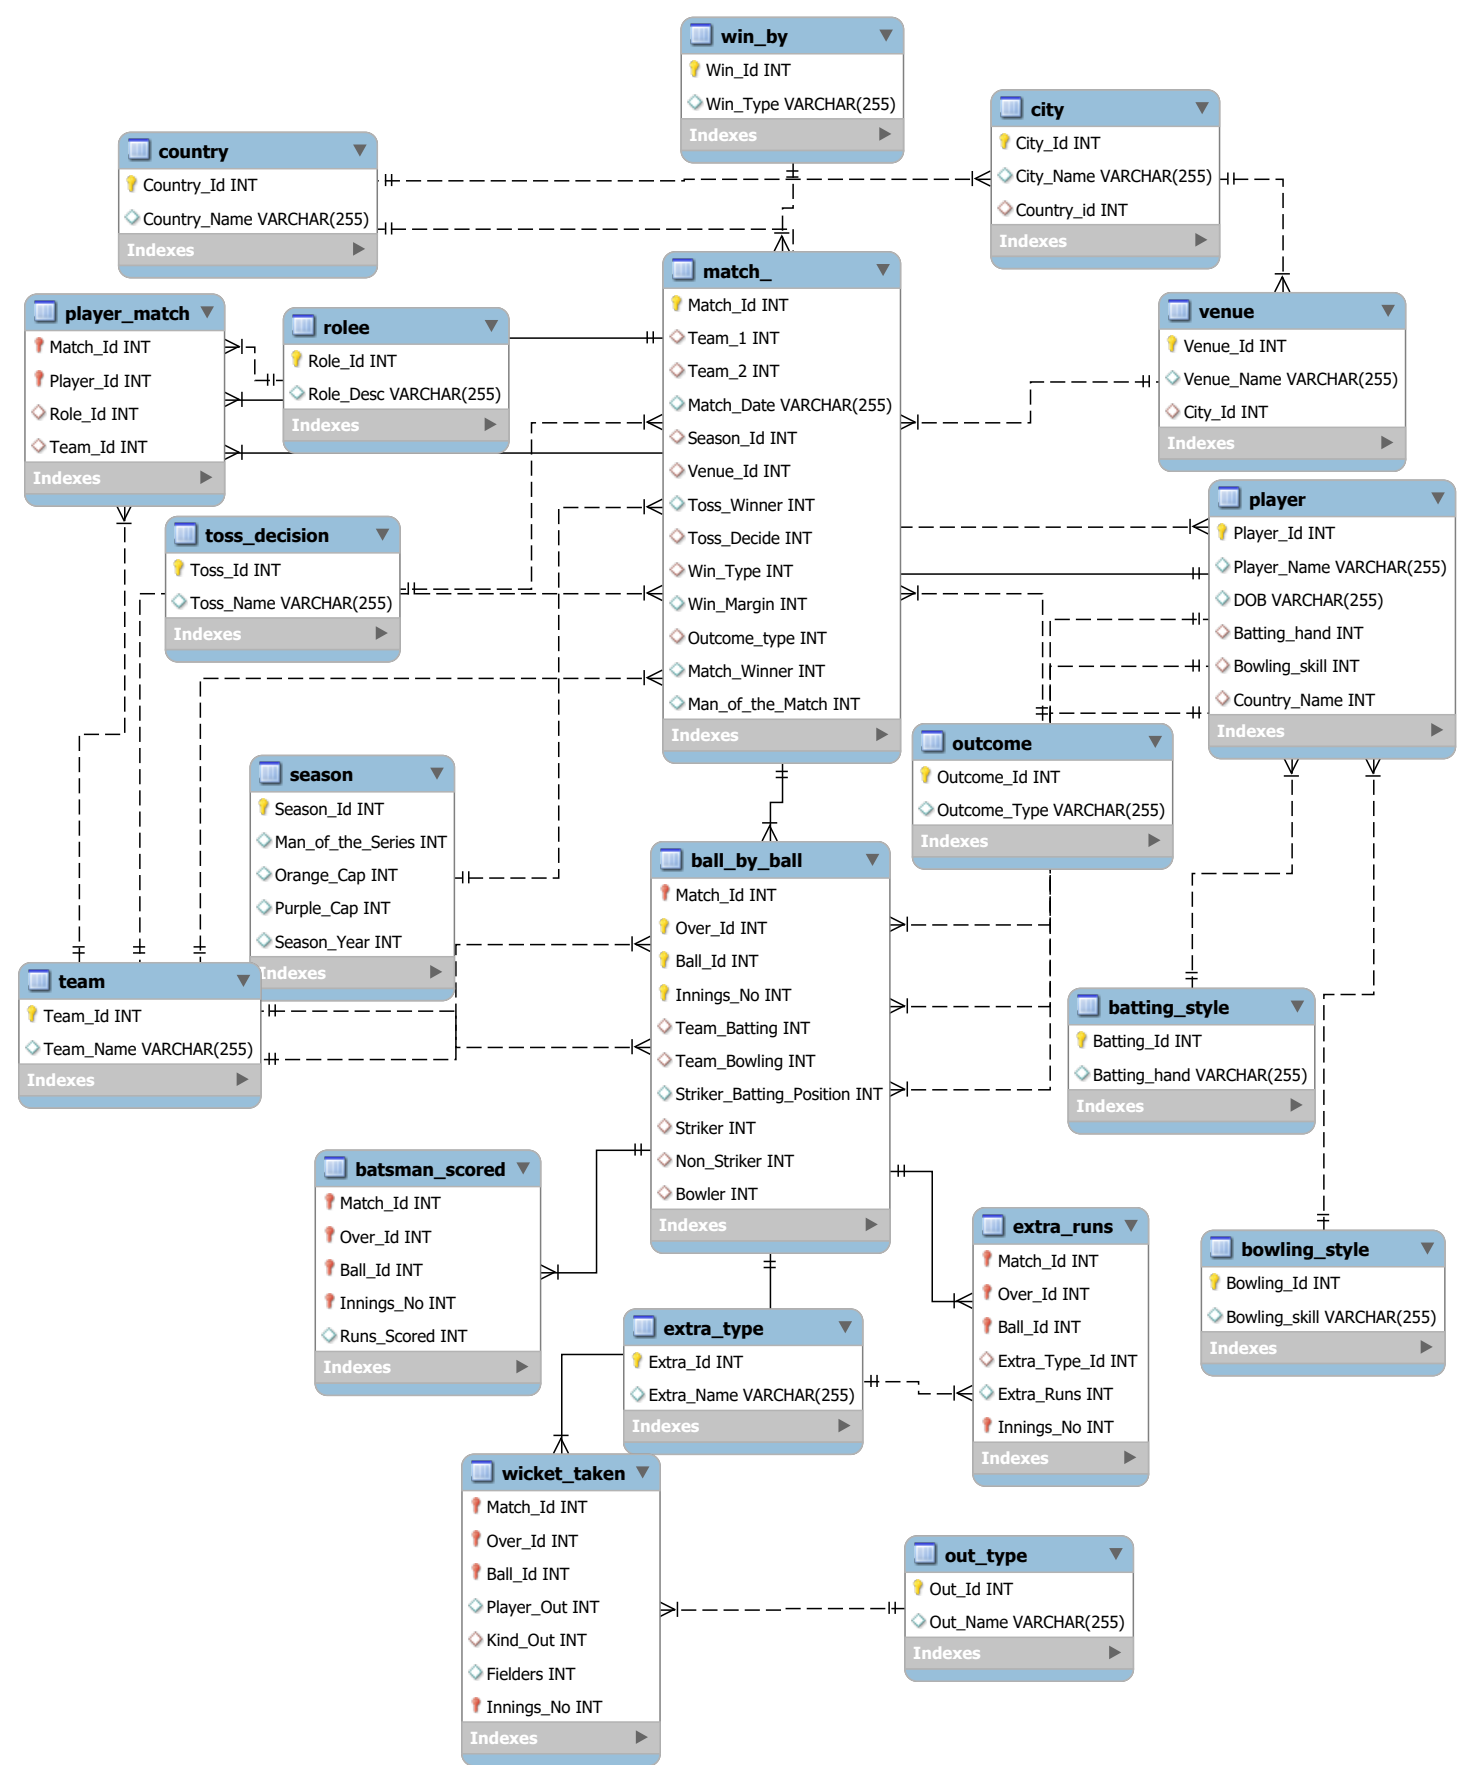 win_by
Win_Id INT
Win_Type VARCHAR(255)
Indexes
city
City_Id INT
City_Name VARCHAR(255)
Country_id INT
Indexes
country
Country_Id INT
Country_Name VARCHAR(255)
Indexes
match_
Match_Id INT
Team_1 INT
Team_2 INT
Match_Date VARCHAR(255)
Season_Id INT
Venue_Id INT
Toss_Winner INT
Toss_Decide INT
Win_Type INT
Win_Margin INT
Outcome_type INT
Match_Winner INT
Man_of_the_Match INT
Indexes
player_match
Match_Id INT
Player_Id INT
Role_Id INT
Team_Id INT
Indexes
rolee
Role_Id INT
Role_Desc VARCHAR(255)
Indexes
venue
Venue_Id INT
Venue_Name VARCHAR(255)
City_Id INT
Indexes
player
Player_Id INT
Player_Name VARCHAR(255)
DOB VARCHAR(255)
Batting_hand INT
Bowling_skill INT
Country_Name INT
Indexes
toss_decision
Toss_Id INT
Toss_Name VARCHAR(255)
Indexes
outcome
Outcome_Id INT
Outcome_Type VARCHAR(255)
Indexes
season
Season_Id INT
Man_of_the_Series INT
Orange_Cap INT
Purple_Cap INT
Season_Year INT
Indexes
ball_by_ball
Match_Id INT
Over_Id INT
Ball_Id INT
Innings_No INT
Team_Batting INT
Team_Bowling INT
Striker_Batting_Position INT
Striker INT
Non_Striker INT
Bowler INT
Indexes
team
Team_Id INT
Team_Name VARCHAR(255)
Indexes
batting_style
Batting_Id INT
Batting_hand VARCHAR(255)
Indexes
batsman_scored
Match_Id INT
Over_Id INT
Ball_Id INT
Innings_No INT
Runs_Scored INT
Indexes
extra_runs
Match_Id INT
Over_Id INT
Ball_Id INT
Extra_Type_Id INT
Extra_Runs INT
Innings_No INT
Indexes
bowling_style
Bowling_Id INT
Bowling_skill VARCHAR(255)
Indexes
extra_type
Extra_Id INT
Extra_Name VARCHAR(255)
Indexes
wicket_taken
Match_Id INT
Over_Id INT
Ball_Id INT
Player_Out INT
Kind_Out INT
Fielders INT
Innings_No INT
Indexes
out_type
Out_Id INT
Out_Name VARCHAR(255)
Indexes